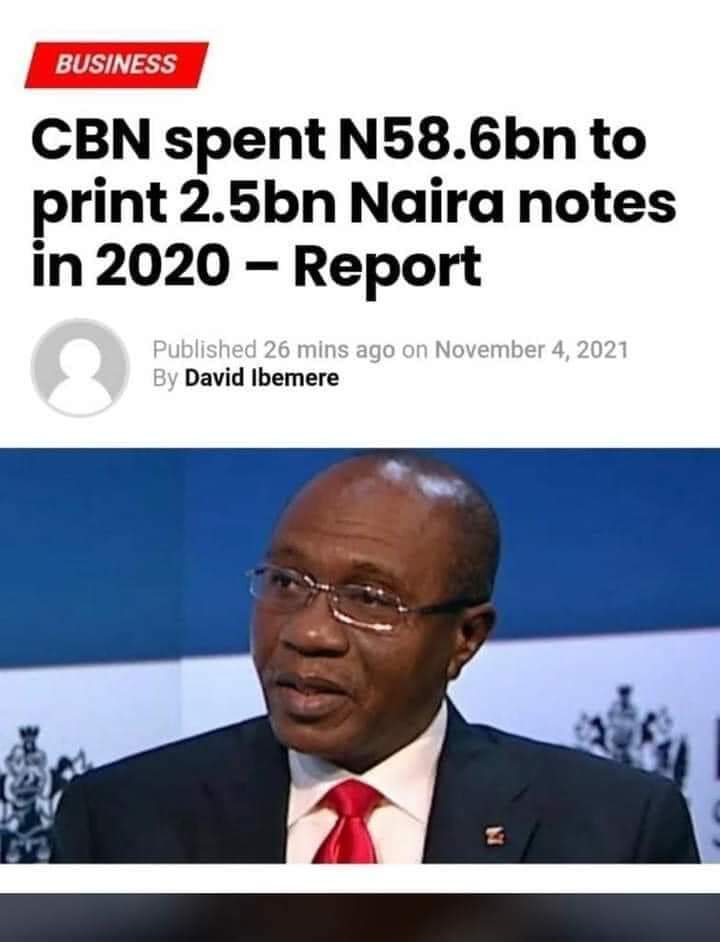 BUSINESS
CBN spent N58.6bn to
print 2.5bn Naira notes
in 2020 – Report
Published 26 mins ago on November 4, 2021
By David Ibemere